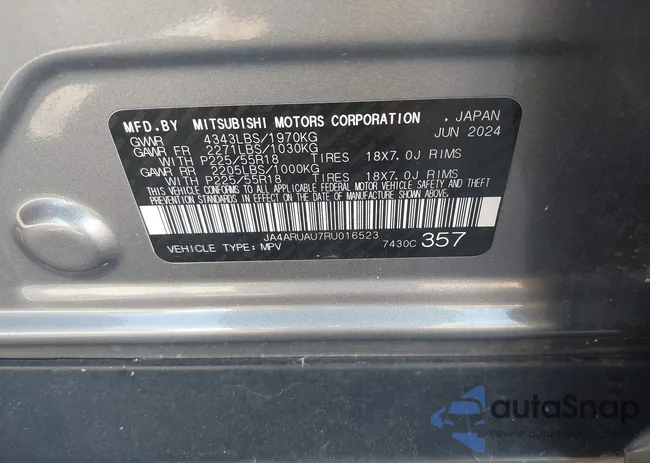 MFD.BY MITSUBISHI MOTORS CORPORATION , JAPAN
GVWR 4343LBS/1970KG JUN 2024
GAWR FR 2271LBS/1030KG
WITH P225/55R18 TIRES 18X7.0J RIMS
GAWR RR 2205LBS/1000KG
WITH P225/55R18 TIRES 18X7.0J RIMS
THIS VEHICLE CONFORMS TO ALL APPLICABLE FEDERAL MOTOR VEHICLE SAFETY AND THEFT
PREVENTION STANDARDS IN EFFECT ON THE DATE OF MANUFACTURE SHOWN ABOVE.
JA4ARUAU7RU016523
VEHICLE TYPE: MPV 7430C 357
autoSnap
Pewne auto z